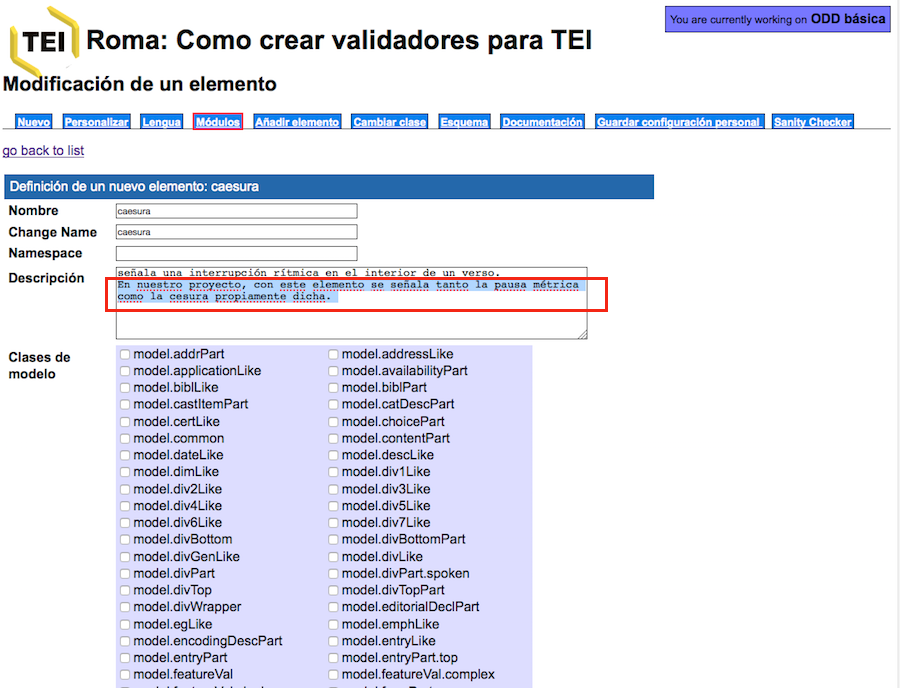 You are currently working on ODD básica
TEI
Roma: Como crear validadores para TEI
Modificación de un elemento
Nuevo Personalizar Lengua Módulos Añadir elemento Cambiar clase Esquema Documentación Guardar configuración personal Sanity Checker
go back to list
Definición de un nuevo elemento: caesura
Nombre caesura
Change Name caesura
Namespace
Descripción señala una interrupción rítmica en el interior de un verso.
En nuestro proyecto, con este elemento se señala tanto la pausa métrica
como la cesura propiamente dicha.
Clases de
modelo
model.addrPart model.addressLike
model.applicationLike model.availabilityPart
model.biblLike model.biblPart
model.castItemPart model.catDescPart
model.certLike model.choicePart
model.common model.contentPart
model.dateLike model.descLike
model.dimLike model.div1Like
model.div2Like model.div3Like
model.div4Like model.div5Like
model.div6Like model.div7Like
model.divBottom model.divBottomPart
model.divGenLike model.divLike
model.divPart model.divPart.spoken
model.divTop model.divTopPart
model.divWrapper model.editorialDeclPart
model.egLike model.emphLike
model.encodingDescPart model.entryLike
model.entryPart model.entryPart.top
model.featureVal model.featureVal.complex